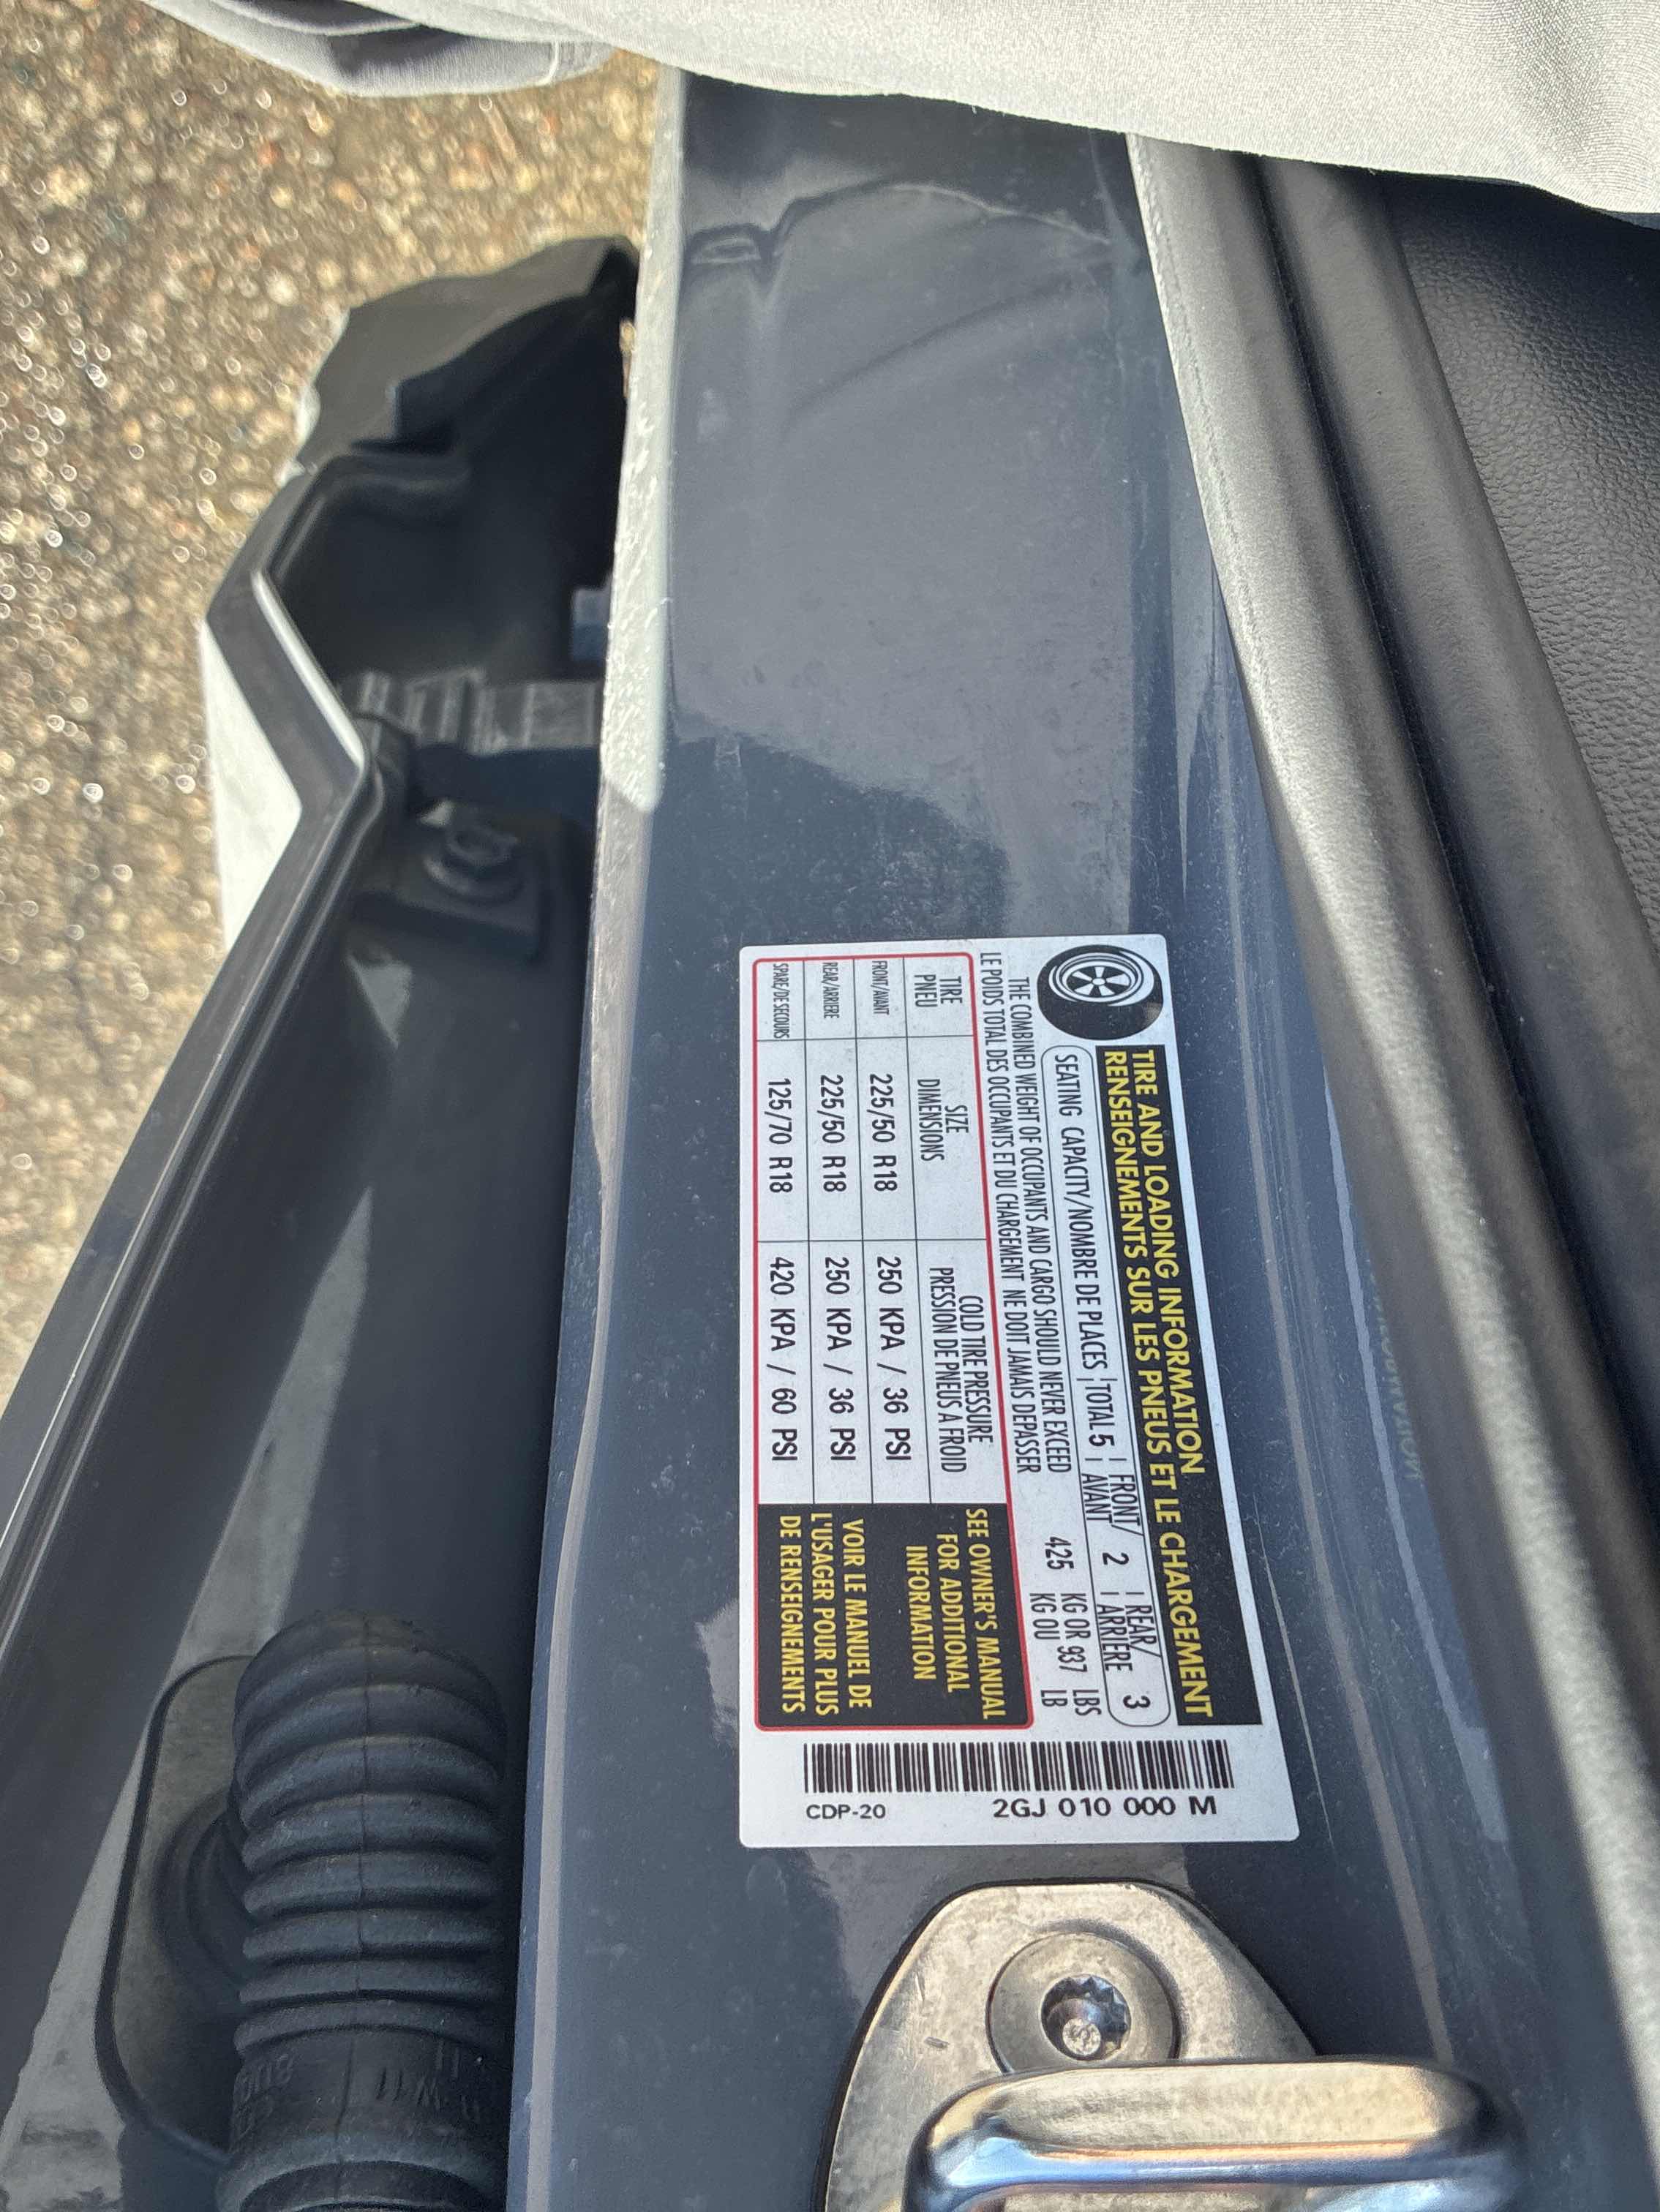 TIRE AND LOADING INFORMATION
RENSEIGNEMENTS SUR LES PNEUS ET LE CHARGEMENT
SEATING CAPACITY/NOMBRE DE PLACES TOTAL 5 FRONT/AVANT 2 REAR/ARRIERE 3
THE COMBINED WEIGHT OF OCCUPANTS AND CARGO SHOULD NEVER EXCEED 425 KG OR 937 LBS
LE POIDS TOTAL DES OCCUPANTS ET DU CHARGEMENT NE DOIT JAMAIS DEPASSER KG OU LB
TIRE
PNEU
SIZE
DIMENSIONS
COLD TIRE PRESSURE
PRESSION DE PNEUS A FROID
FRONT/AVANT 225/50 R18 250 KPA / 36 PSI
REAR/ARRIERE 225/50 R18 250 KPA / 36 PSI
SPARE/DE SECOURS 125/70 R18 420 KPA / 60 PSI
SEE OWNER'S MANUAL
FOR ADDITIONAL
INFORMATION
VOIR LE MANUEL DE
L'USAGER POUR PLUS
DE RENSEIGNEMENTS
CDP-20 2GJ 010 000 M